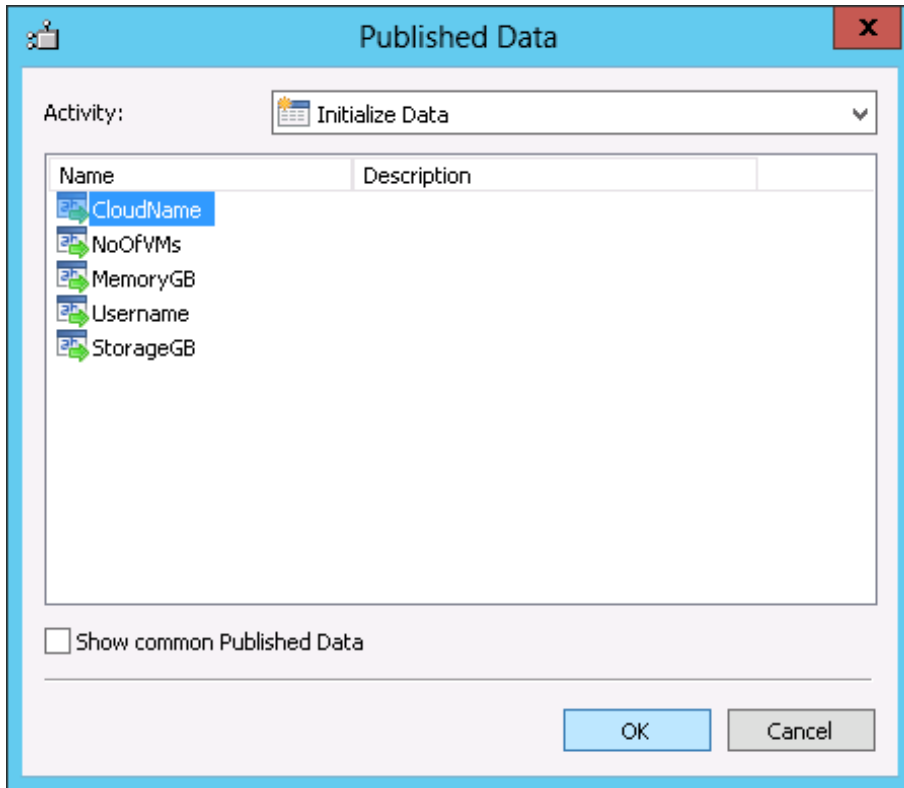 Published Data
Activity: Initialize Data
Name Description
CloudName
NoOfVMs
MemoryGB
Username
StorageGB
Show common Published Data
OK Cancel